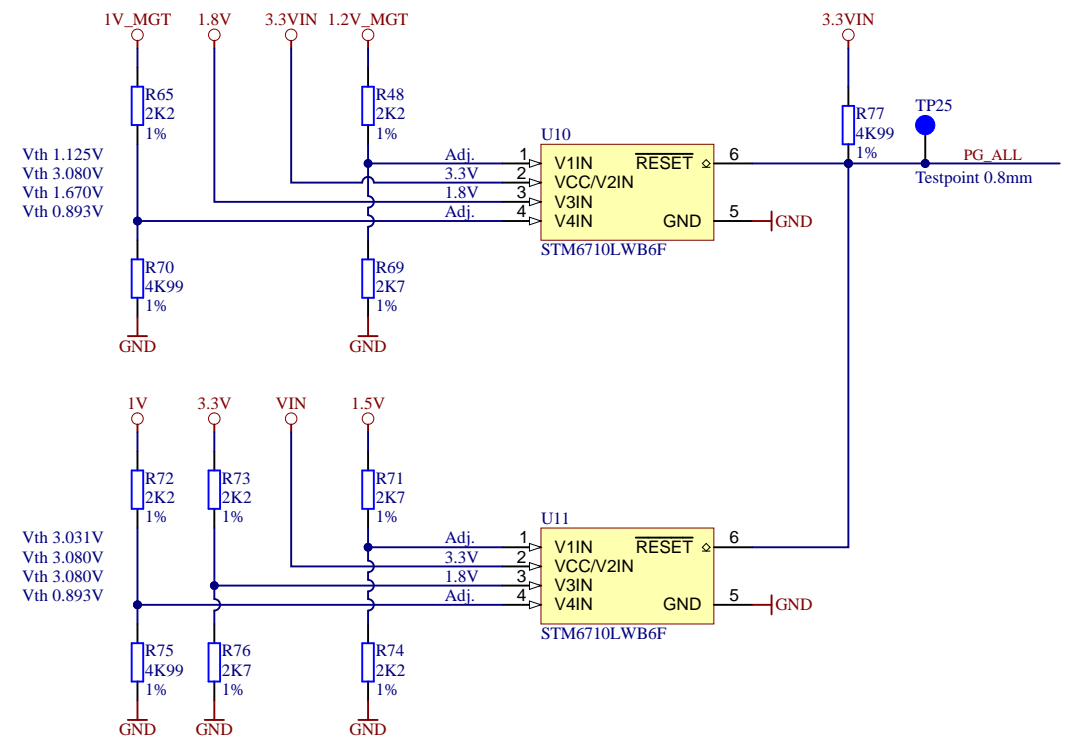 1V_MGT
1.8V
3.3VIN
1.2V_MGT
3.3VIN
R65
2K2
1%
R48
2K2
1%
R77
4K99
1%
TP25
Testpoint 0.8mm
PG_ALL
Vth 1.125V
Vth 3.080V
Vth 1.670V
Vth 0.893V
Adj.
3.3V
1.8V
Adj.
U10
1
2
3
4
V1IN
VCC/V2IN
V3IN
V4IN
RESET
GND
6
5
GND
STM6710LWB6F
R70
4K99
1%
R69
2K7
1%
GND
GND
1V
3.3V
VIN
1.5V
R72
2K2
1%
R73
2K2
1%
R71
2K7
1%
Vth 3.031V
Vth 3.080V
Vth 3.080V
Vth 0.893V
Adj.
3.3V
1.8V
Adj.
U11
1
2
3
4
V1IN
VCC/V2IN
V3IN
V4IN
RESET
GND
6
5
GND
STM6710LWB6F
R75
4K99
1%
R76
2K7
1%
R74
2K2
1%
GND
GND
GND